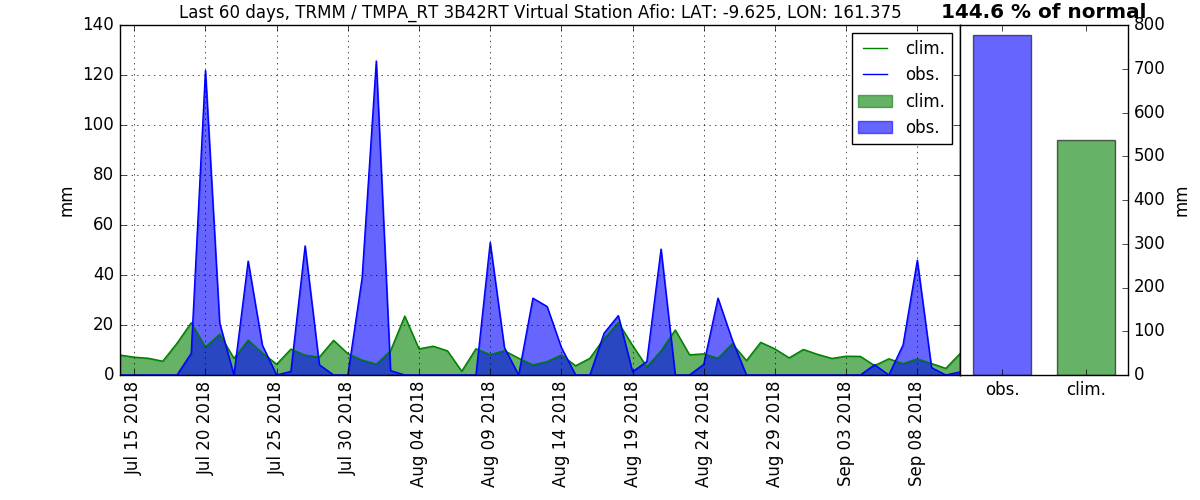 Last 60 days, TRMM / TMPA_RT 3B42RT Virtual Station Afio: LAT: -9.625, LON: 161.375
144.6 % of normal
140
120
100
80
60
40
20
0
mm
clim.
obs.
clim.
obs.
Jul 15 2018
Jul 20 2018
Jul 25 2018
Jul 30 2018
Aug 04 2018
Aug 09 2018
Aug 14 2018
Aug 19 2018
Aug 24 2018
Aug 29 2018
Sep 03 2018
Sep 08 2018
800
700
600
500
400
300
200
100
0
mm
obs.
clim.